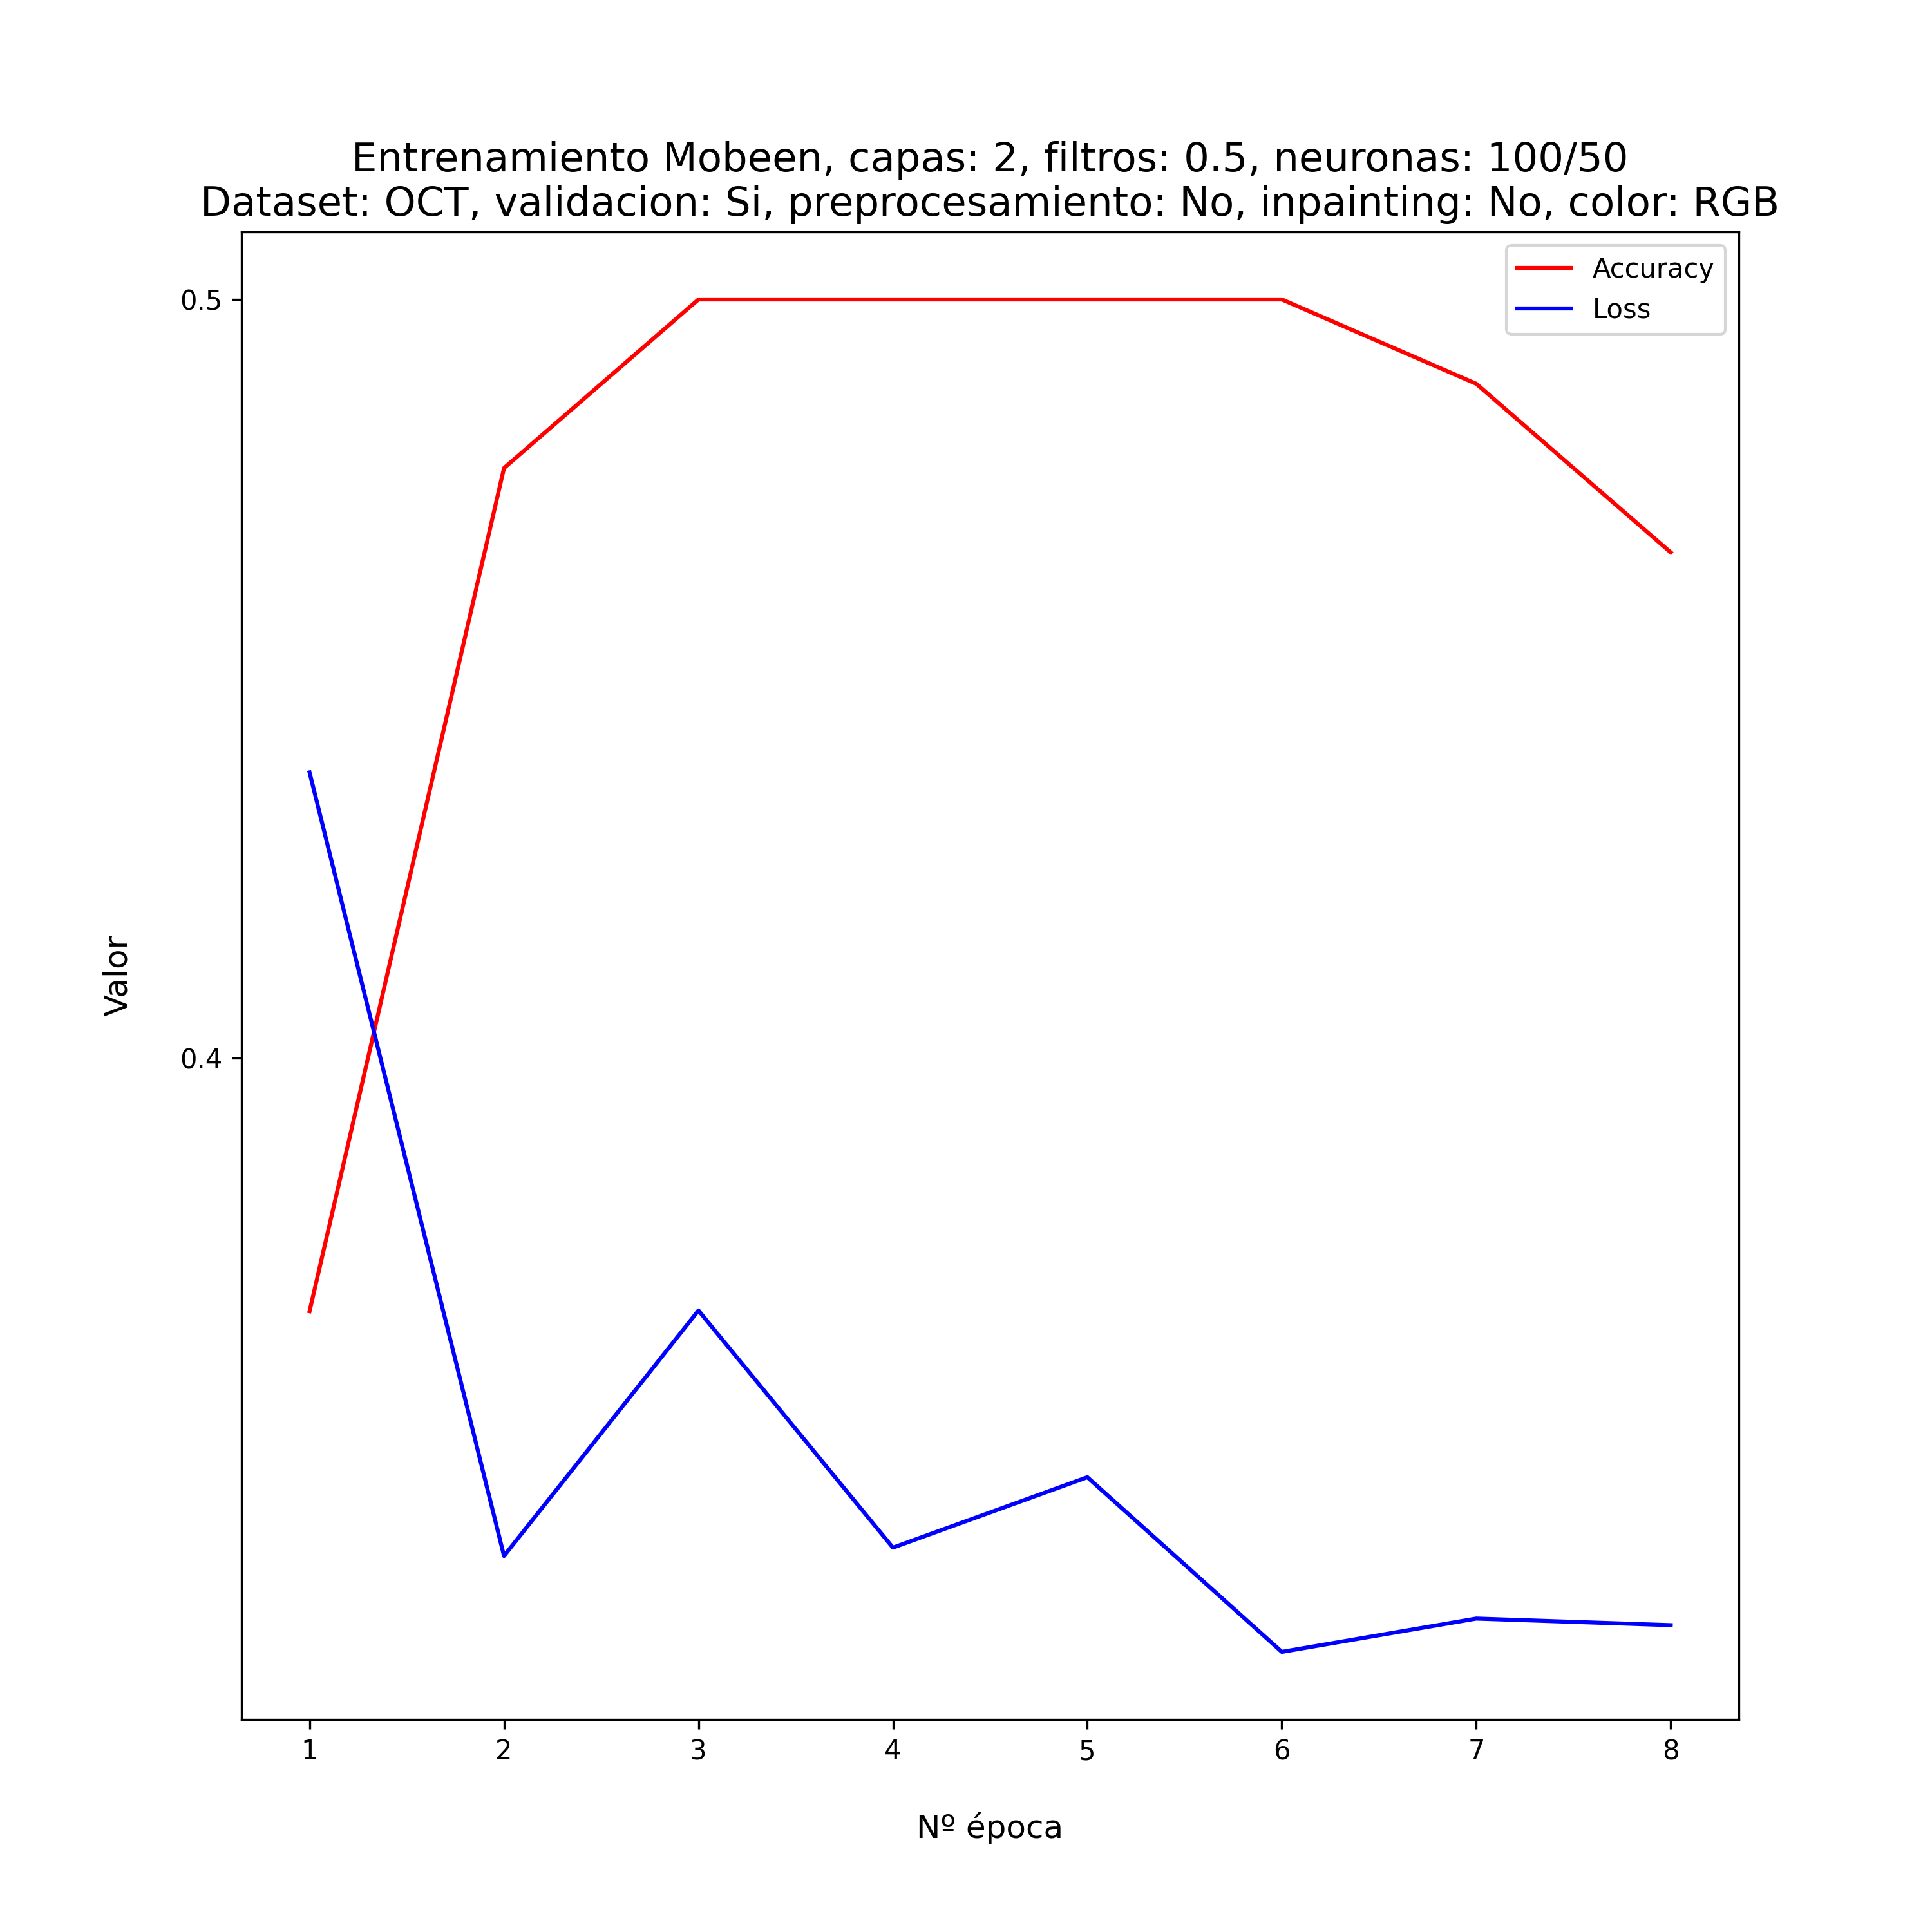 Entrenamiento Mobeen, capas: 2, filtros: 0.5, neuronas: 100/50
Dataset: OCT, validacion: Si, preprocesamiento: No, inpainting: No, color: RGB
Accuracy
Loss
0.5
0.4
Valor
1 2 3 4 5 6 7 8
Nº época